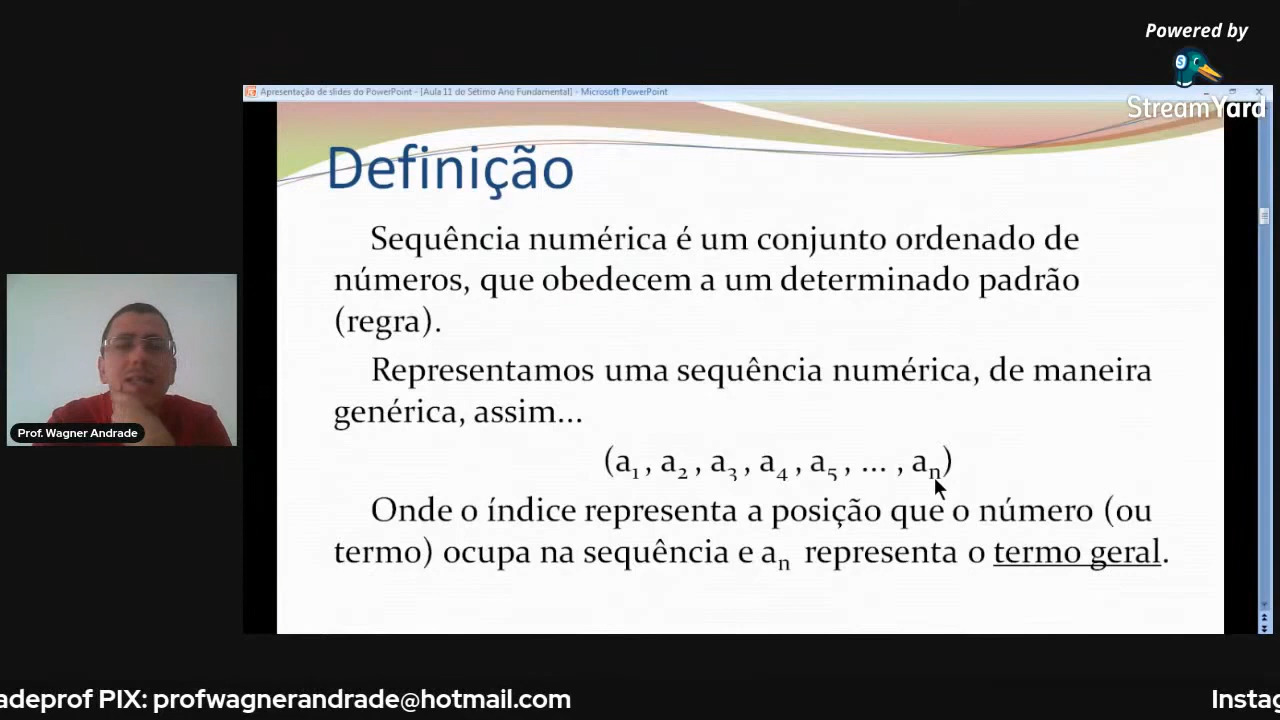 Powered by
StreamYard
Apresentação de slides do PowerPoint - [Aula 11 do Sétimo Ano Fundamental] - Microsoft PowerPoint
Definição
Sequência numérica é um conjunto ordenado de
números, que obedecem a um determinado padrão
(regra).
Representamos uma sequência numérica, de maneira
genérica, assim...
(a₁ , a₂ , a₃ , a₄ , a₅ , ... , aₙ)
Onde o índice representa a posição que o número (ou
termo) ocupa na sequência e aₙ representa o termo geral.
Prof. Wagner Andrade
adeprof PIX: profwagnerandrade@hotmail.com
Instag